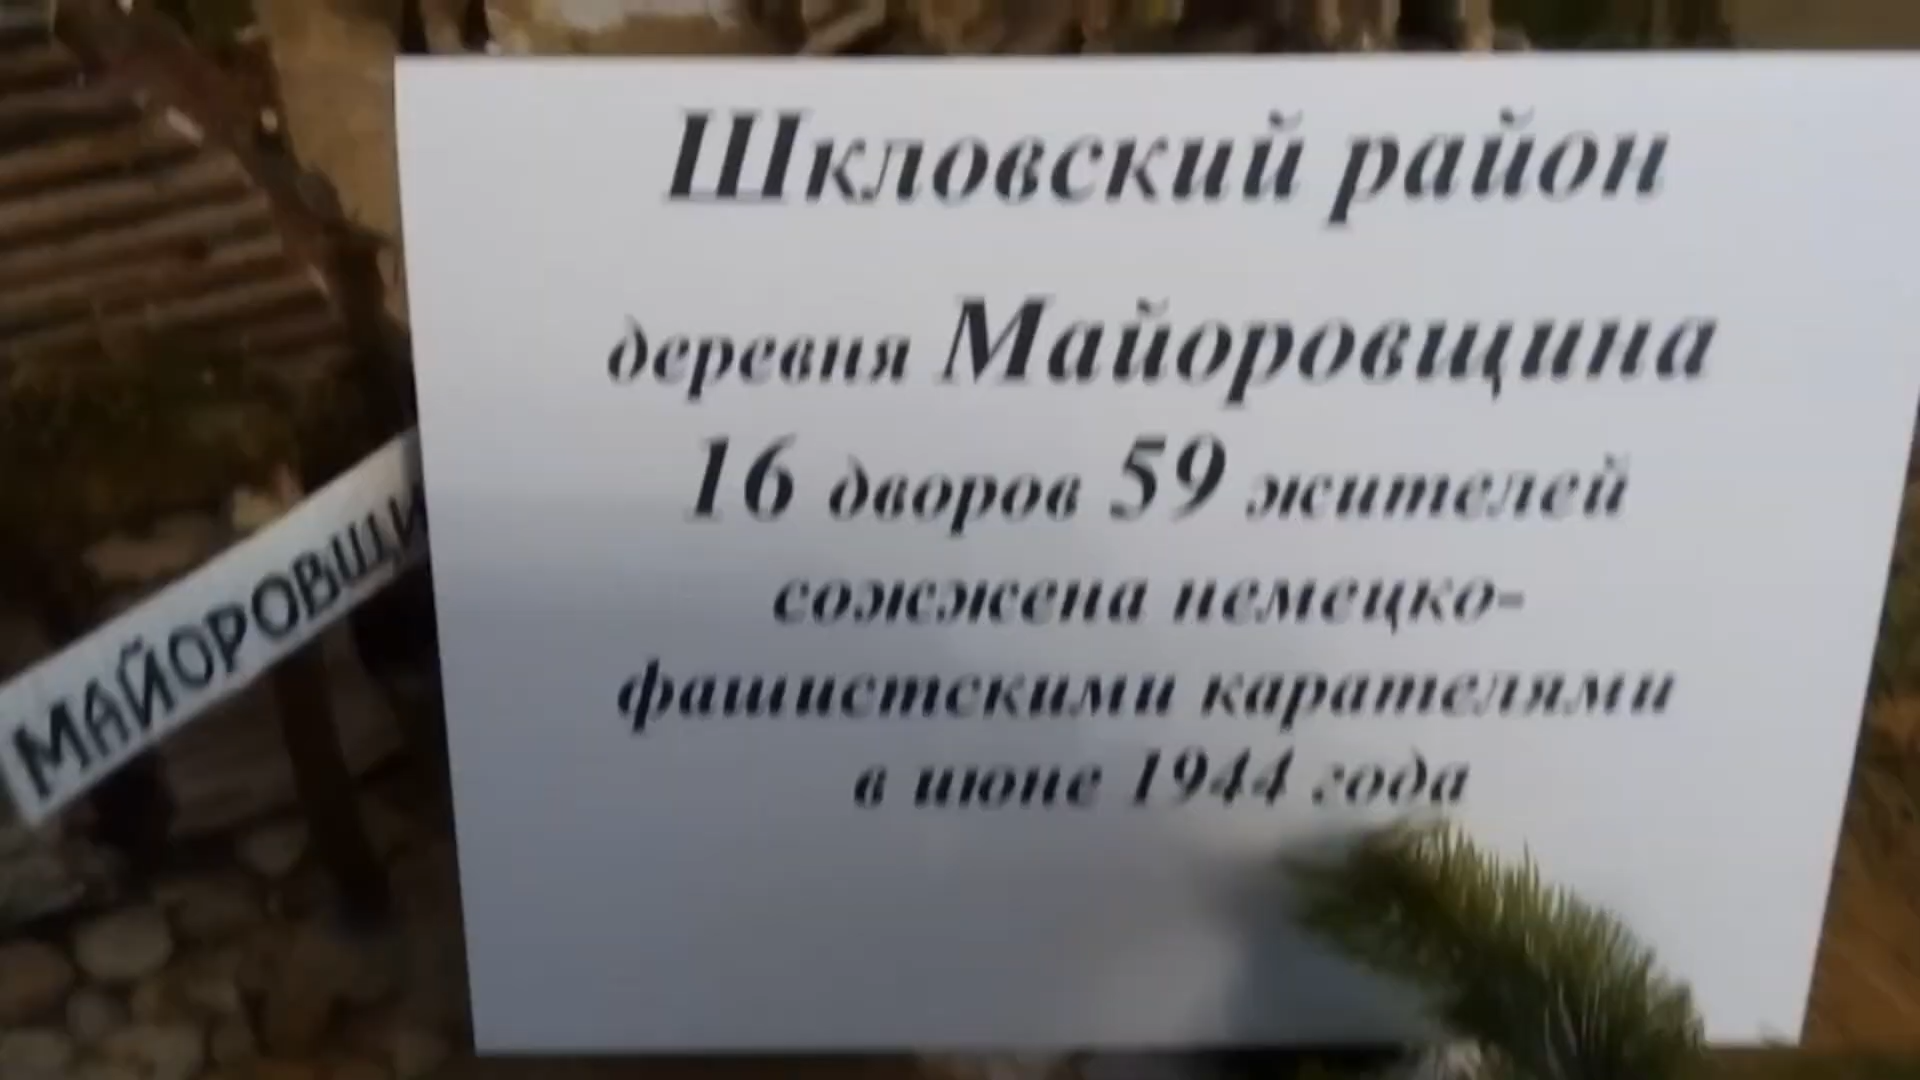 Шкловский район
деревня Майоровщина
16 дворов 59 жителей
сожжена немецко-
фашистскими карателями
в июне 1944 года
МАЙОРОВЩИ